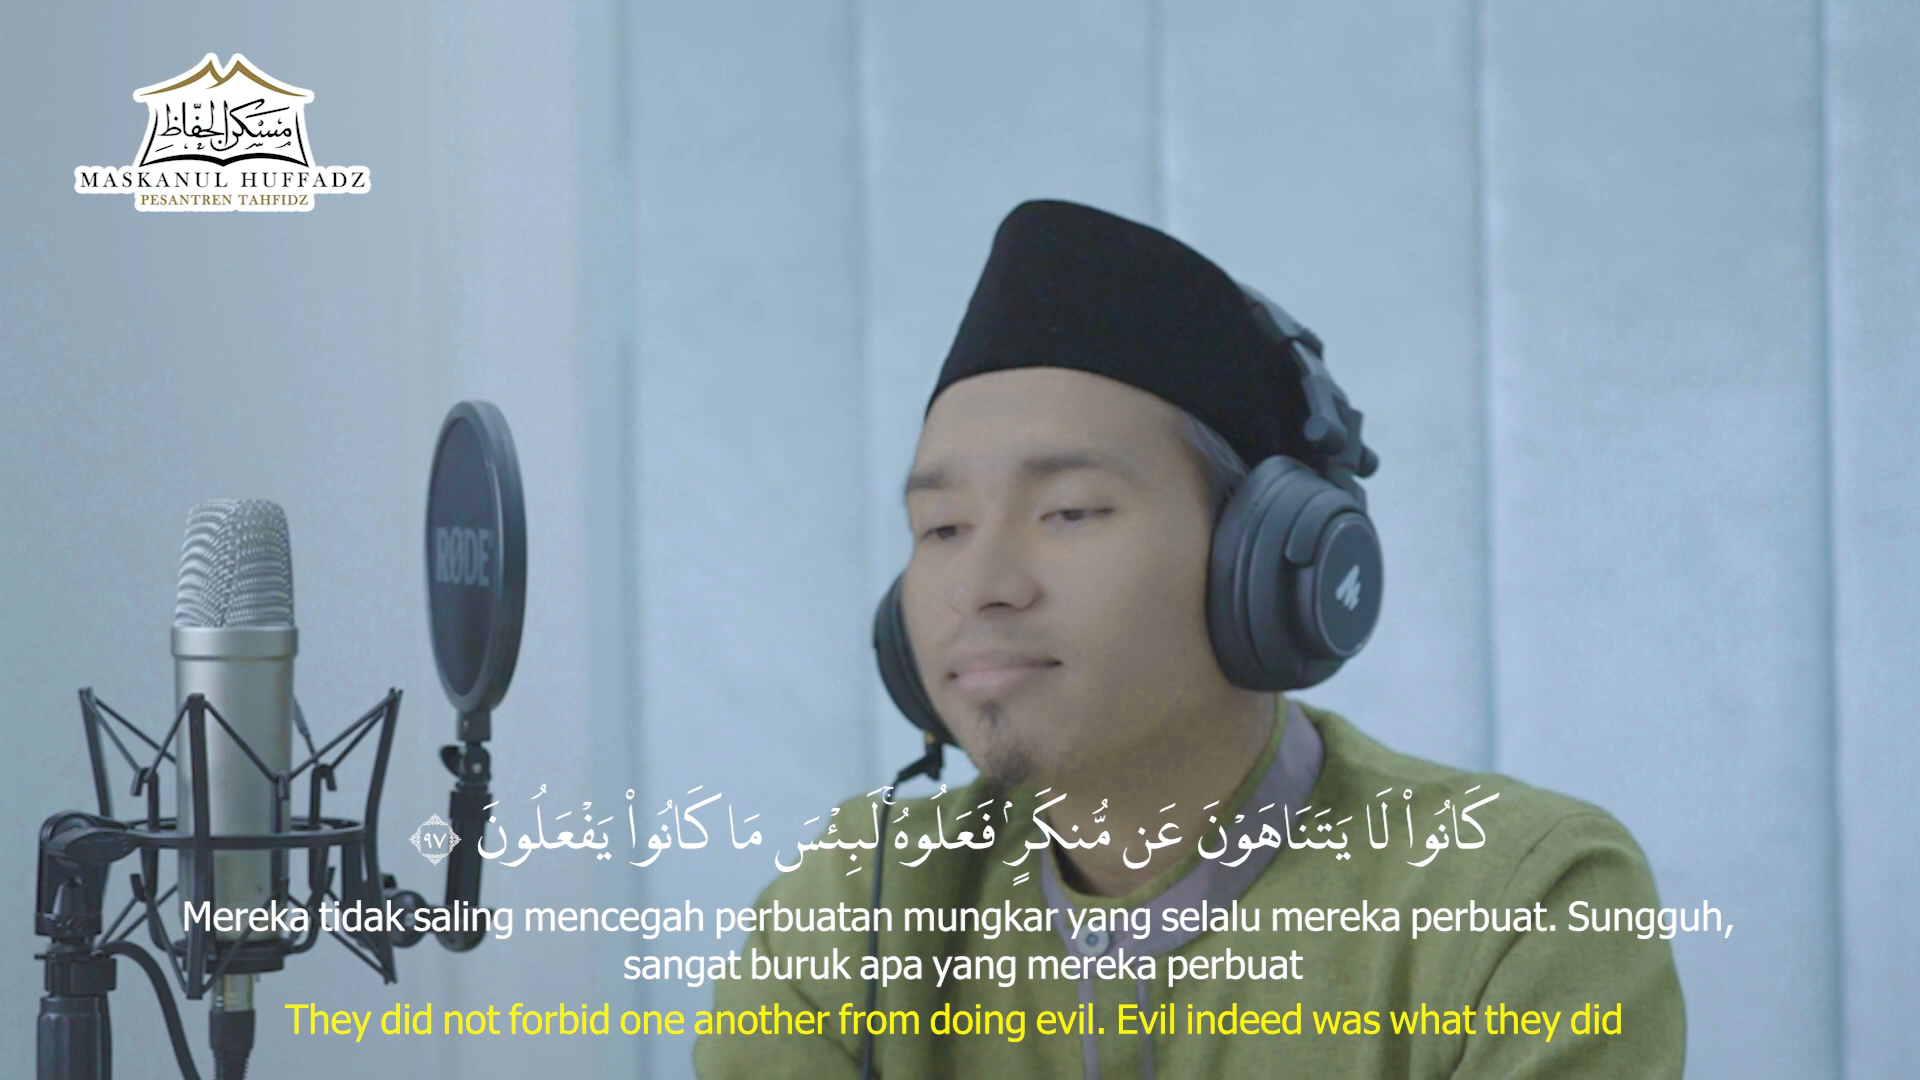 مسكن الحفاظ
MASKANUL HUFFADZ
PESANTREN TAHFIDZ
RØDE
كَانُوا۟ لَا يَتَنَاهَوْنَ عَن مُّنكَرٍۢ فَعَلُوهُ ۚ لَبِئْسَ مَا كَانُوا۟ يَفْعَلُونَ ٩٧
Mereka tidak saling mencegah perbuatan mungkar yang selalu mereka perbuat. Sungguh,
sangat buruk apa yang mereka perbuat
They did not forbid one another from doing evil. Evil indeed was what they did